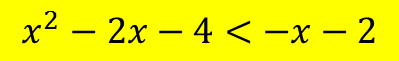 x² − 2x − 4 < −x − 2